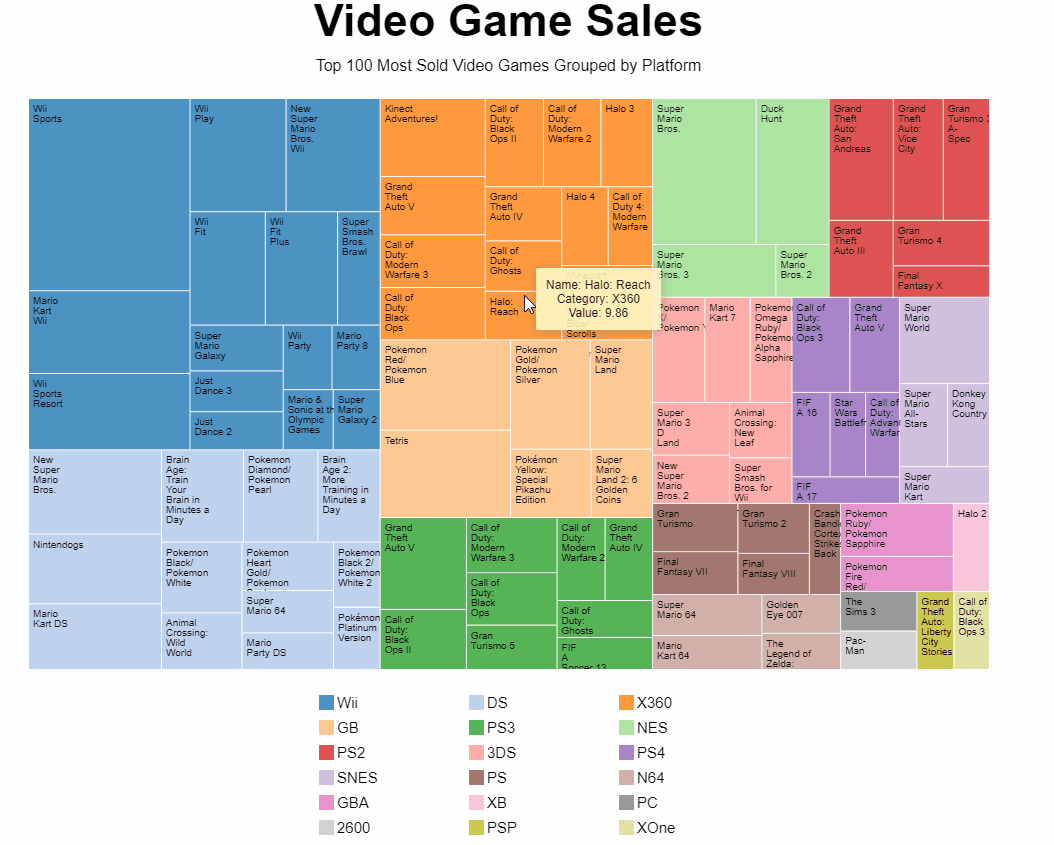 Video Game Sales
Top 100 Most Sold Video Games Grouped by Platform
Wii
Sports
Mario
Kart
Wii
Wii
Sports
Resort
Wii
Play
New
Super
Mario
Bros.
Wii
Wii
Fit
Wii
Fit
Plus
Super
Smash
Bros.
Brawl
Super
Mario
Galaxy
Just
Dance 3
Just
Dance 2
Wii
Party
Mario
Party 8
Mario &
Sonic at th
Olympic
Games
Super
Mario
Galaxy 2
Kinect
Adventures!
Grand
Theft
Auto V
Call of
Duty:
Modern
Warfare 3
Call of
Duty:
Black
Ops
Call of
Duty:
Black
Ops II
Call of
Duty:
Modern
Warfare 2
Halo 3
Grand
Theft
Auto IV
Halo 4
Call of
Duty 4:
Modern
Warfare
Call of
Duty:
Ghosts
Halo:
Reach
Minecraft
Scrolls
Name: Halo: Reach
Category: X360
Value: 9.86
Super
Mario
Bros.
Duck
Hunt
Super
Mario
Bros. 3
Super
Mario
Bros. 2
Grand
Theft
Auto:
San
Andreas
Grand
Theft
Auto:
Vice
City
Gran
Turismo 3
A-
Spec
Grand
Theft
Auto III
Gran
Turismo 4
Final
Fantasy X
New
Super
Mario
Bros.
Nintendogs
Mario
Kart DS
Brain
Age:
Train
Your
Brain in
Minutes a
Day
Pokemon
Diamond/
Pokemon
Pearl
Brain
Age 2:
More
Training in
Minutes a
Day
Pokemon
Black/
Pokemon
White
Animal
Crossing:
Wild
World
Pokemon
Heart
Gold/
Pokemon
Super
Mario 64
Mario
Party DS
Pokemon
Black 2/
Pokemon
White 2
Pokémon
Platinum
Version
Pokemon
Red/
Pokemon
Blue
Tetris
Pokemon
Gold/
Pokemon
Silver
Super
Mario
Land
Pokémon
Yellow:
Special
Pikachu
Edition
Super
Mario
Land 2: 6
Golden
Coins
Grand
Theft
Auto V
Call of
Duty:
Black
Ops II
Call of
Duty:
Modern
Warfare 3
Call of
Duty:
Black
Ops
Gran
Turismo 5
Call of
Duty:
Modern
Warfare 2
Grand
Theft
Auto IV
Call of
Duty:
Ghosts
FIF
A
Soccer 13
Pokemon
X/
Pokemon Y
Mario
Kart 7
Pokemon
Omega
Ruby/
Pokemon
Alpha
Sapphire
Super
Mario 3
D
Land
New
Super
Mario
Bros. 2
Animal
Crossing:
New
Leaf
Super
Smash
Bros. for
Wii
Call of
Duty:
Black
Ops 3
Grand
Theft
Auto V
FIF
A 16
Star
Wars
Battlefr
Call of
Duty:
Advan
Warfar
FIF
A 17
Super
Mario
World
Super
Mario
All-
Stars
Donkey
Kong
Country
Super
Mario
Kart
Gran
Turismo
Final
Fantasy VII
Gran
Turismo 2
Final
Fantasy VIII
Crash
Bandi
Cortex
Strikes
Back
Super
Mario 64
Mario
Kart 64
Golden
Eye 007
The
Legend of
Zelda:
Pokemon
Ruby/
Pokemon
Sapphire
Pokemon
Fire
Red/
Halo 2
The
Sims 3
Pac-
Man
Grand
Theft
Auto:
Liberty
City
Stories
Call of
Duty:
Black
Ops 3
Wii
DS
X360
GB
PS3
NES
PS2
3DS
PS4
SNES
PS
N64
GBA
XB
PC
2600
PSP
XOne